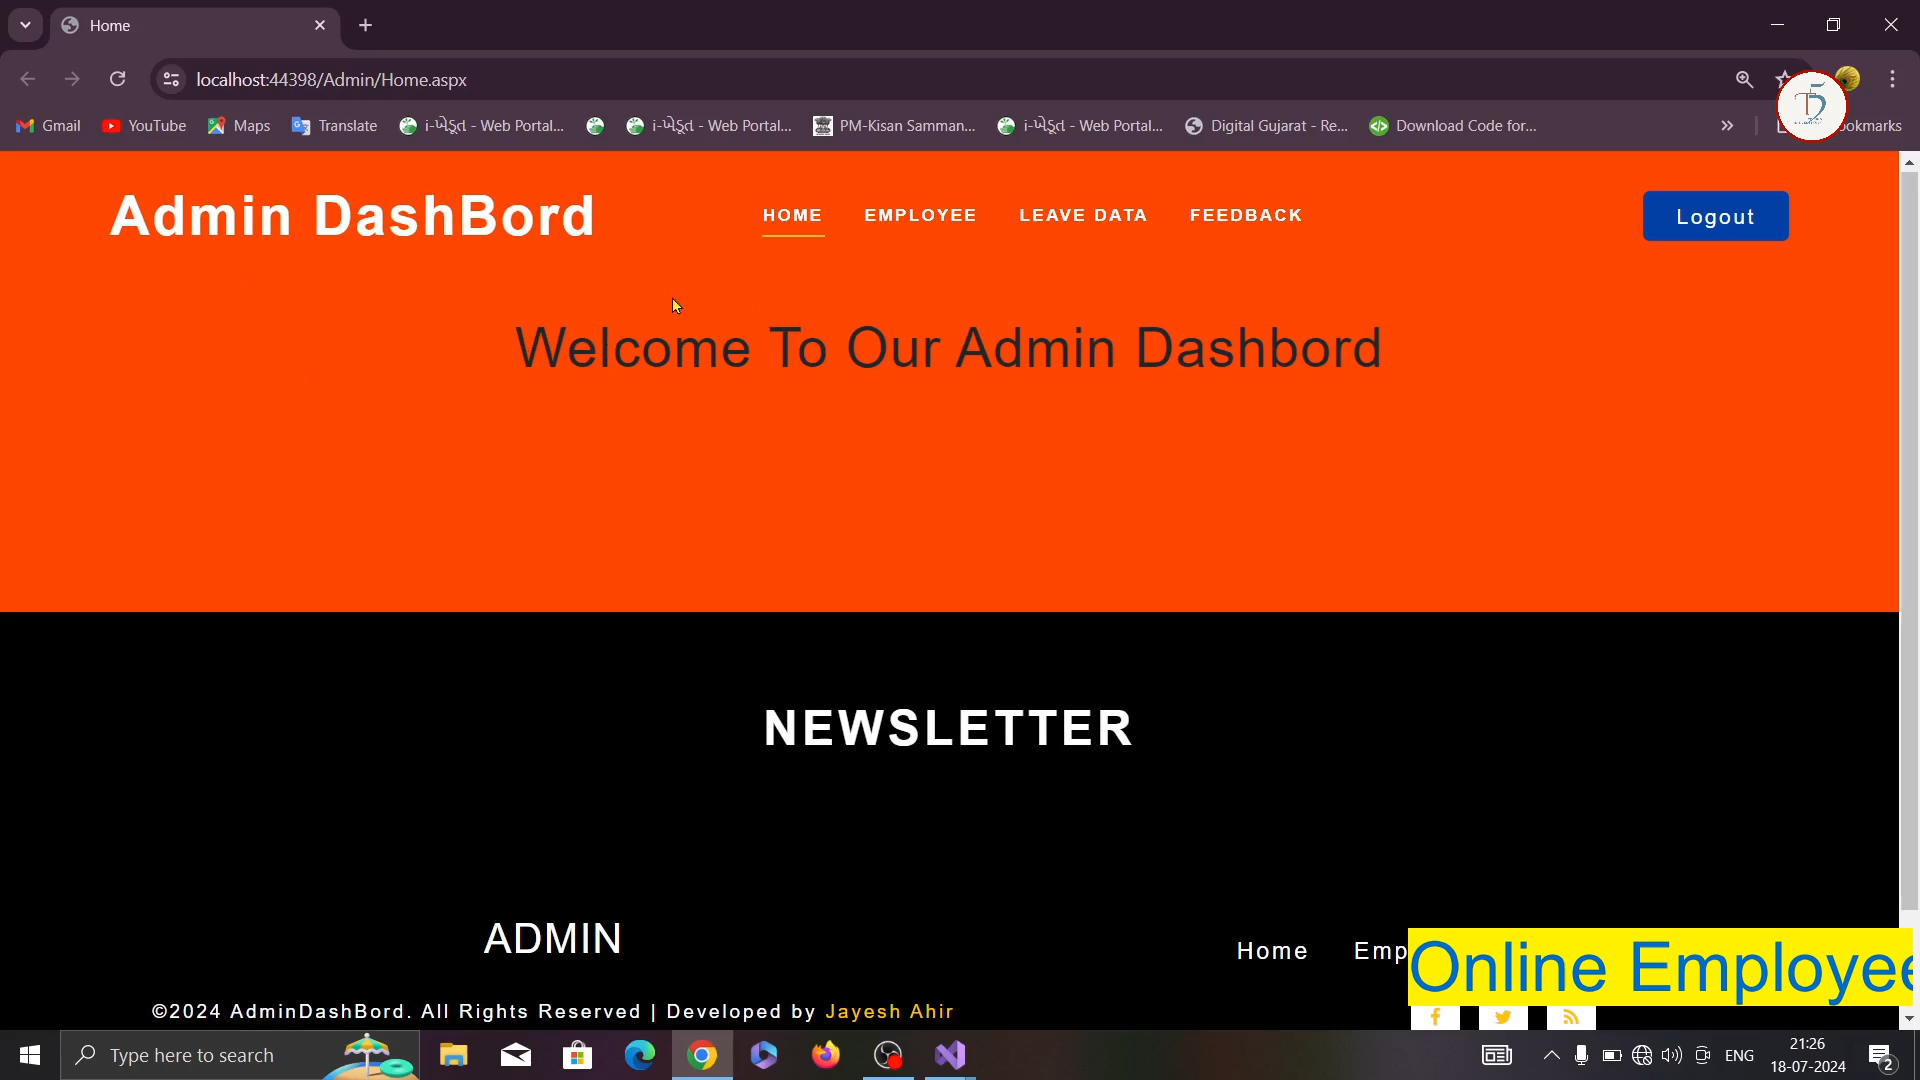 Home
localhost:44398/Admin/Home.aspx
Gmail YouTube Maps Translate i-ખેડૂત - Web Portal... i-ખેડૂત - Web Portal... PM-Kisan Samman... i-ખેડૂત - Web Portal... Digital Gujarat - Re... Download Code for... ookmarks
Admin DashBord
HOME EMPLOYEE LEAVE DATA FEEDBACK
Logout
Welcome To Our Admin Dashbord
NEWSLETTER
ADMIN
Home Emp
Online Employee
©2024 AdminDashBord. All Rights Reserved | Developed by Jayesh Ahir
Type here to search
ENG
21:26
18-07-2024
2